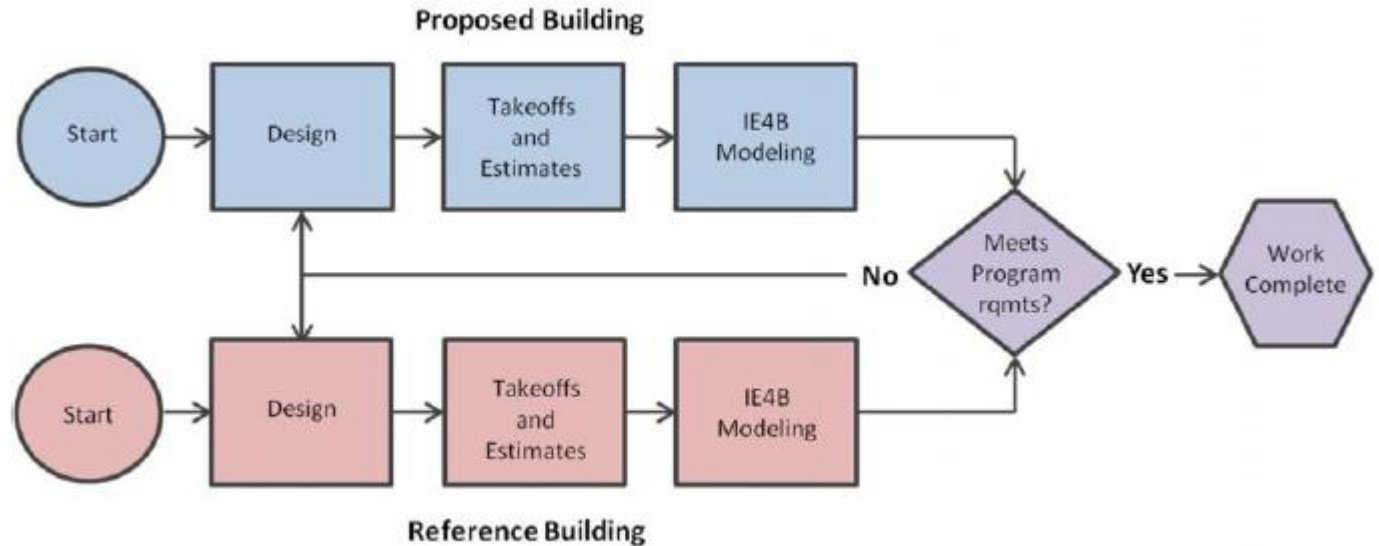 Proposed Building
Start
Design
Takeoffs
and
Estimates
IE4B
Modeling
Meets
Program
rqmts?
No
Yes
Work
Complete
Start
Design
Takeoffs
and
Estimates
IE4B
Modeling
Reference Building